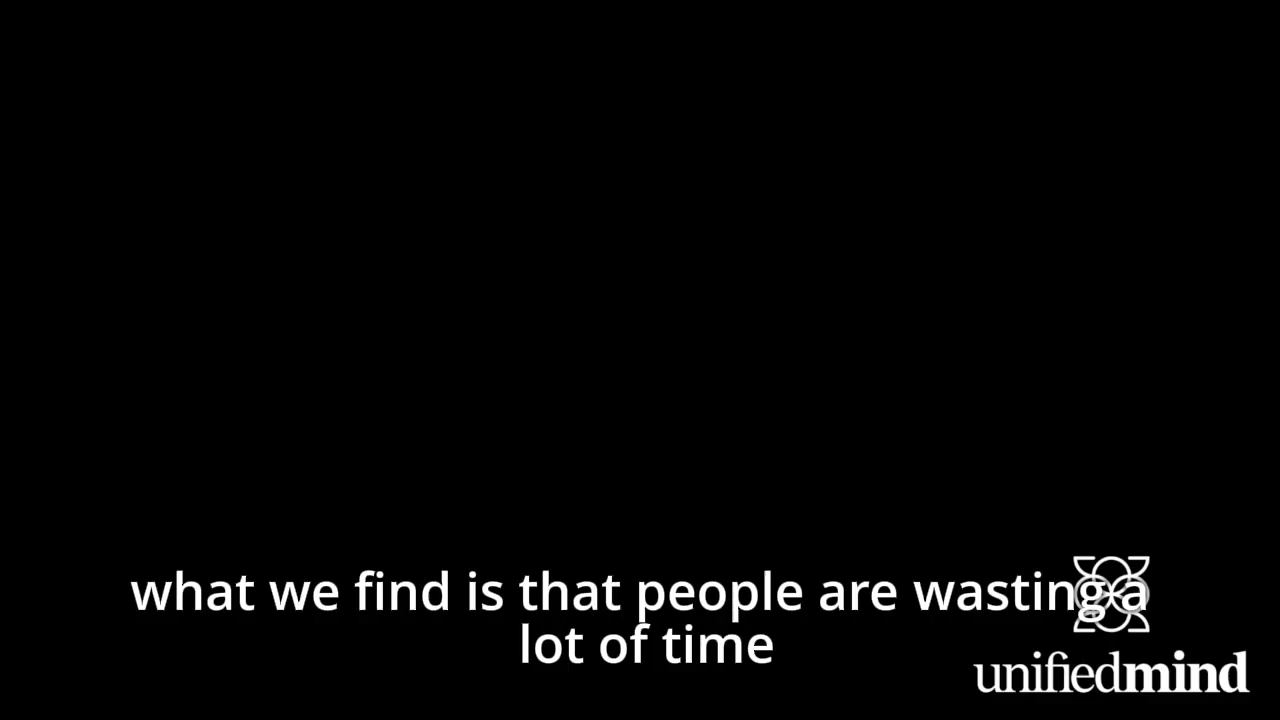 what we find is that people are wasting a
lot of time
unifiedmind